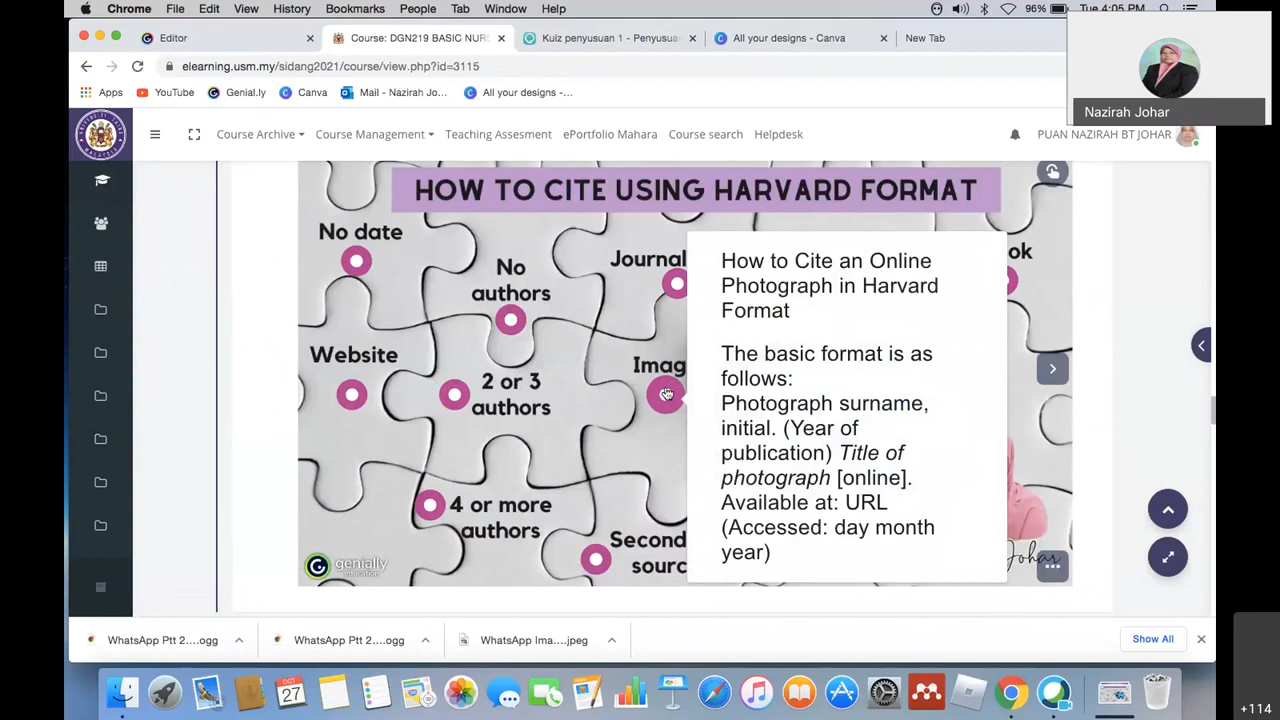 Chrome File Edit View History Bookmarks People Tab Window Help 96% Tue 4:05 PM
Editor Course: DGN219 BASIC NUR Kuiz penyusuan 1 - Penyusua All your designs - Canva New Tab
elearning.usm.my/sidang2021/course/view.php?id=3115
Apps YouTube Genial.ly Canva Mail - Nazirah Jo... All your designs -...
Nazirah Johar
Course Archive Course Management Teaching Assesment ePortfolio Mahara Course search Helpdesk PUAN NAZIRAH BT JOHAR
HOW TO CITE USING HARVARD FORMAT
No date
No
authors
Journal
ok
Website
2 or 3
authors
Imag
4 or more
authors
Second
sourc
How to Cite an Online
Photograph in Harvard
Format
The basic format is as
follows:
Photograph surname,
initial. (Year of
publication) Title of
photograph [online].
Available at: URL
(Accessed: day month
year)
genially
EDUCATION
Johar
WhatsApp Ptt 2....ogg WhatsApp Ptt 2....ogg WhatsApp Ima....jpeg Show All
OCT
27
+114